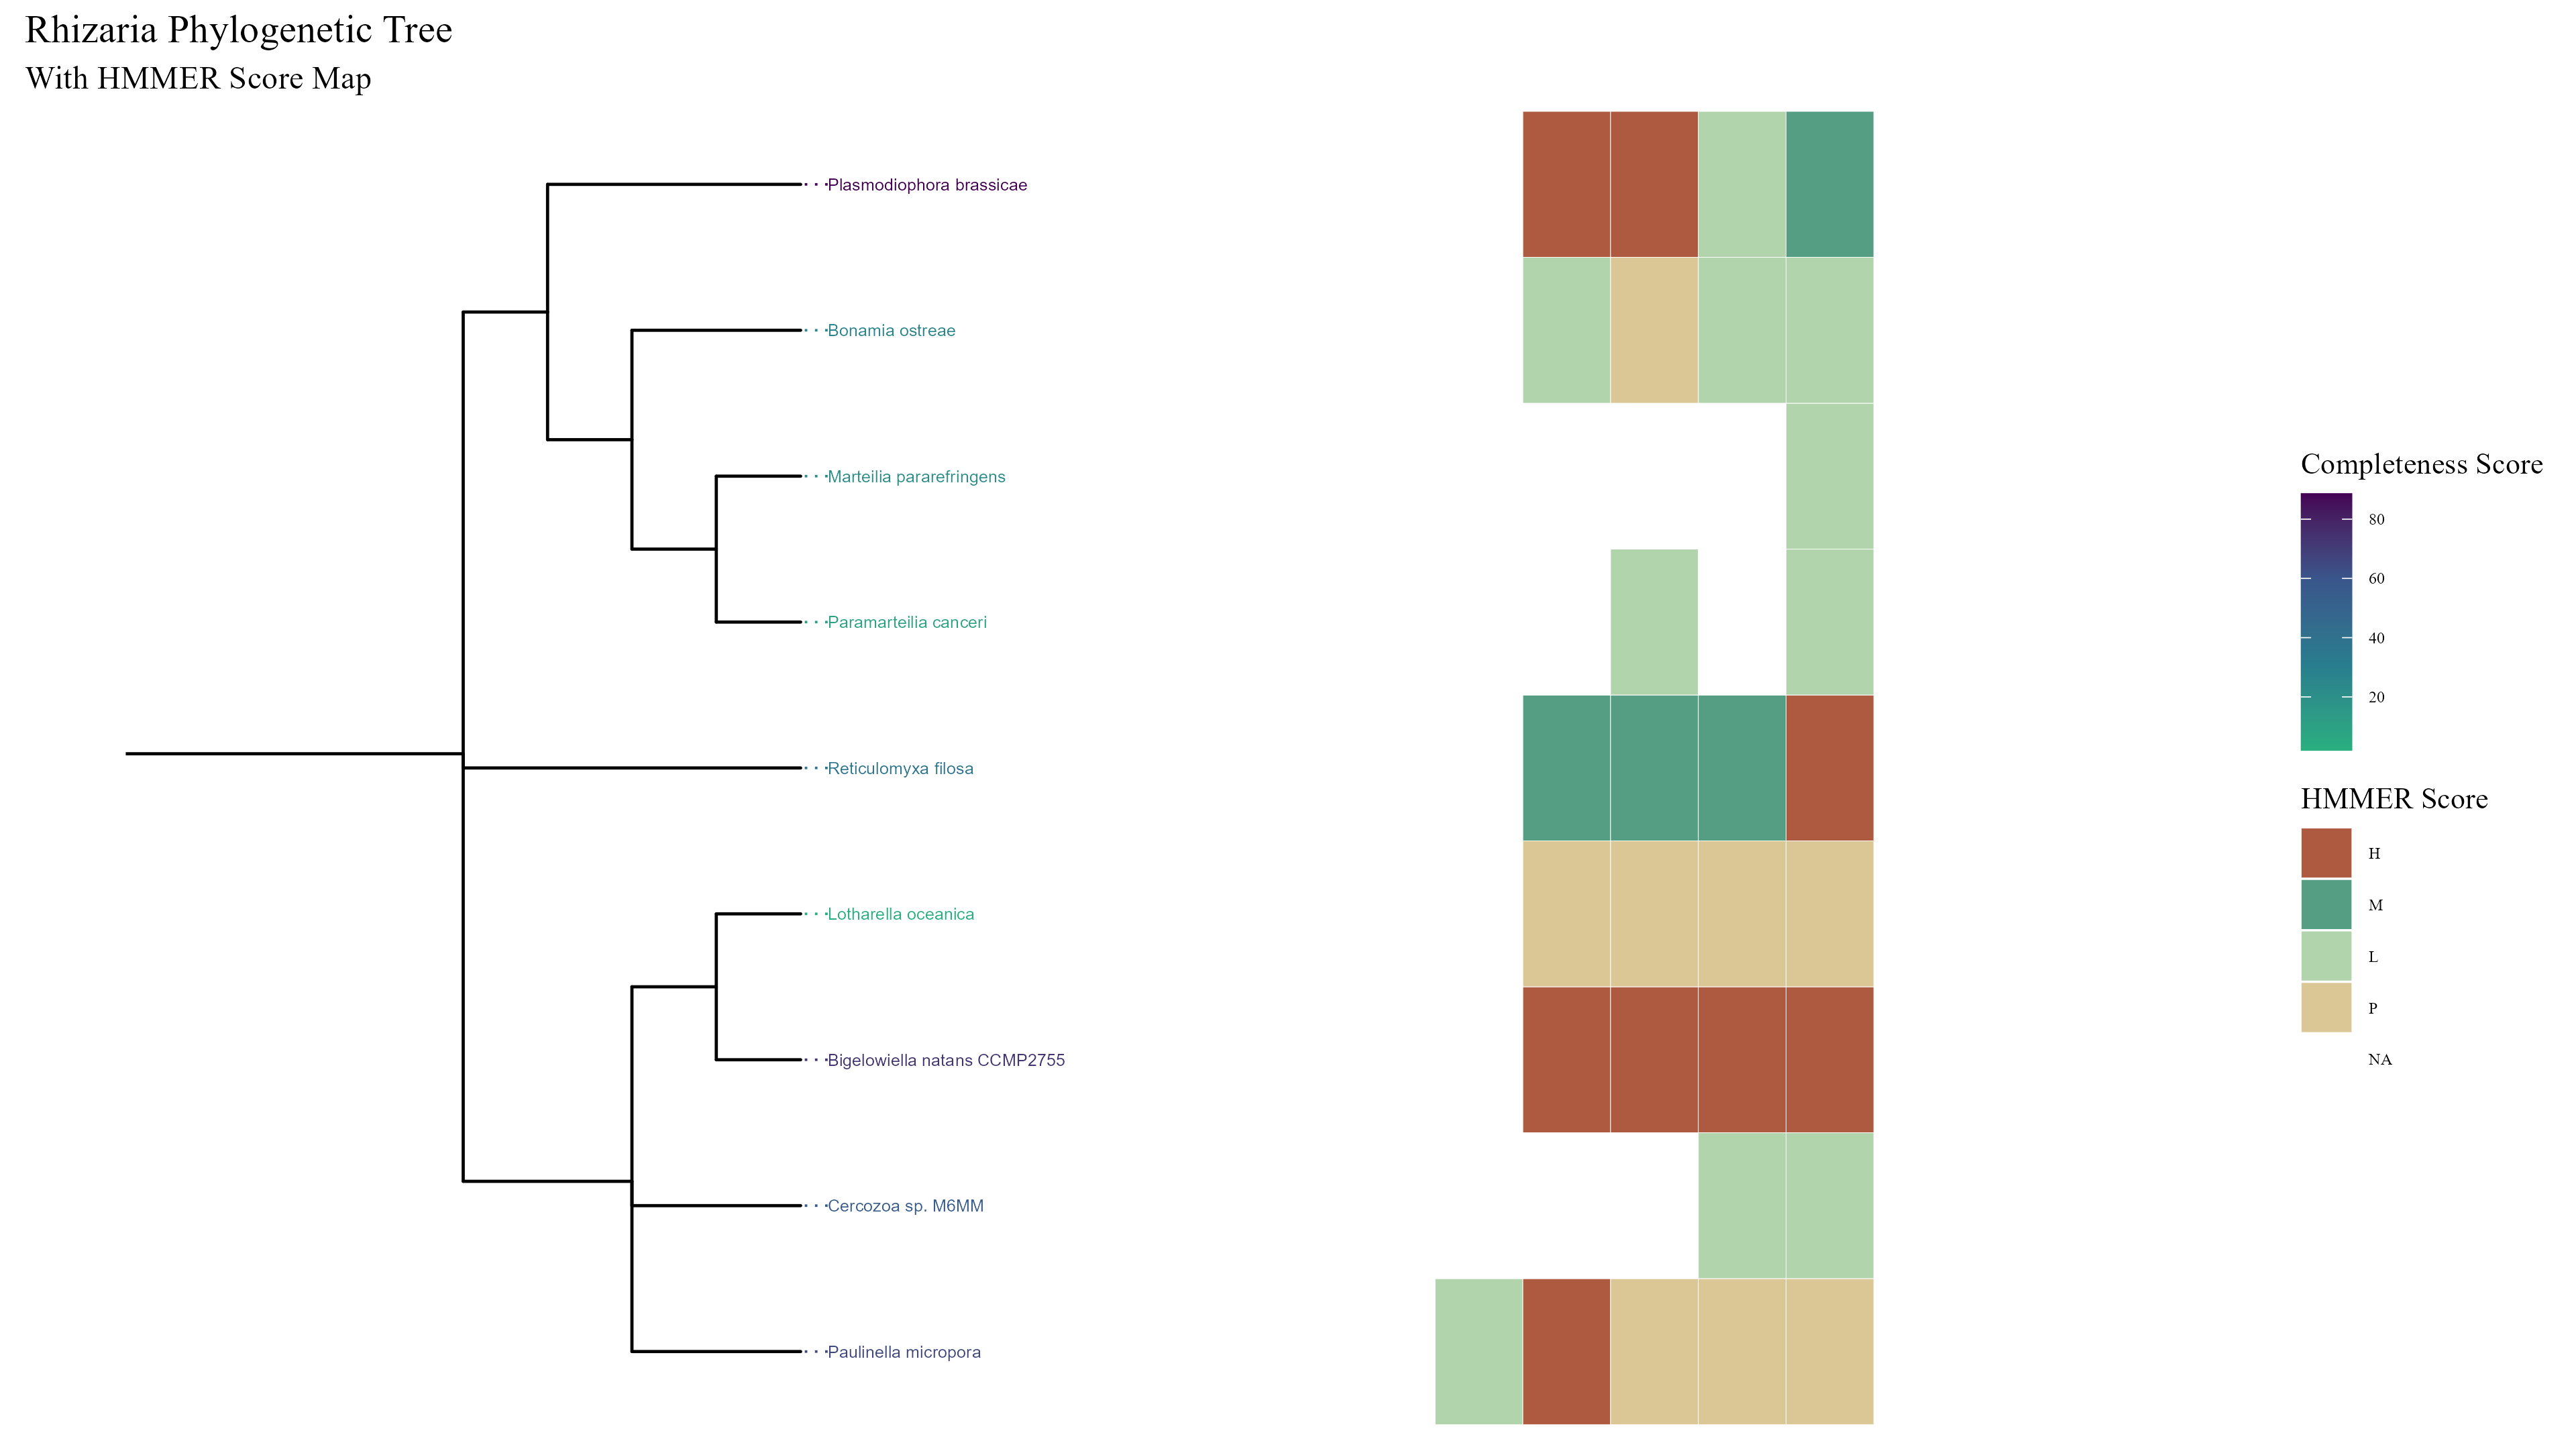 Rhizaria Phylogenetic Tree
With HMMER Score Map
Plasmodiophora brassicae
Bonamia ostreae
Marteilia pararefringens
Paramarteilia canceri
Reticulomyxa filosa
Lotharella oceanica
Bigelowiella natans CCMP2755
Cercozoa sp. M6MM
Paulinella micropora
Completeness Score
80
60
40
20
HMMER Score
H
M
L
P
NA